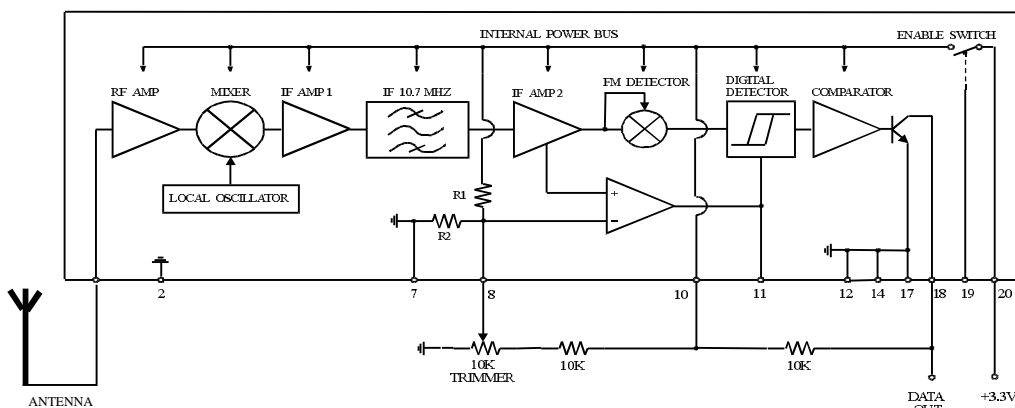 INTERNAL POWER BUS
ENABLE SWITCH
RF AMP
MIXER
IF AMP 1
IF 10.7 MHZ
IF AMP 2
FM DETECTOR
DIGITAL
DETECTOR
COMPARATOR
LOCAL OSCILLATOR
R1
R2
+
−
2
7
8
10
11
12
14
17
18
19
20
10K
TRIMMER
10K
10K
ANTENNA
DATA
OUT
+3.3V